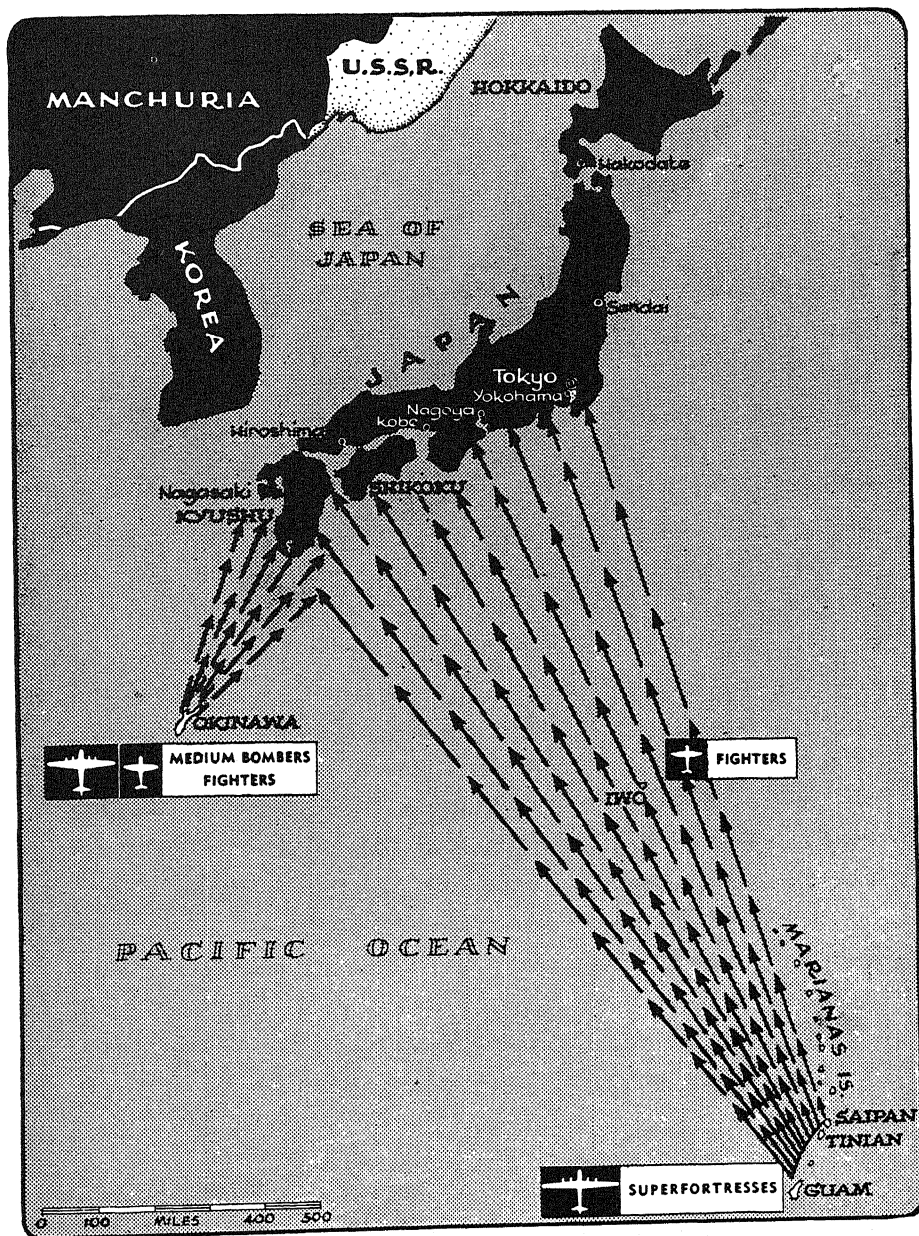 U.S.S.R.
MANCHURIA
HOKKAIDO
Hakodate
SEA OF
JAPAN
KOREA
Sendai
JAPAN
Tokyo
Yokohama
Nagoya
Kobe
Hiroshima
Nagasaki
SHIKOKU
KYUSHU
OKINAWA
MEDIUM BOMBERS
FIGHTERS
FIGHTERS
IWO
PACIFIC OCEAN
MARIANAS IS.
SAIPAN
TINIAN
SUPERFORTRESSES
GUAM
0 100 MILES 400 500